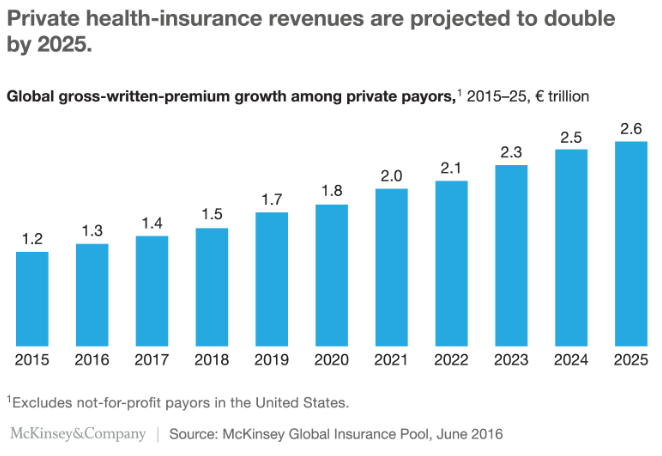 Private health-insurance revenues are projected to double
by 2025.
Global gross-written-premium growth among private payors,¹ 2015–25, € trillion
1.2 1.3 1.4 1.5 1.7 1.8 2.0 2.1 2.3 2.5 2.6
2015 2016 2017 2018 2019 2020 2021 2022 2023 2024 2025
¹Excludes not-for-profit payors in the United States.
McKinsey&Company | Source: McKinsey Global Insurance Pool, June 2016